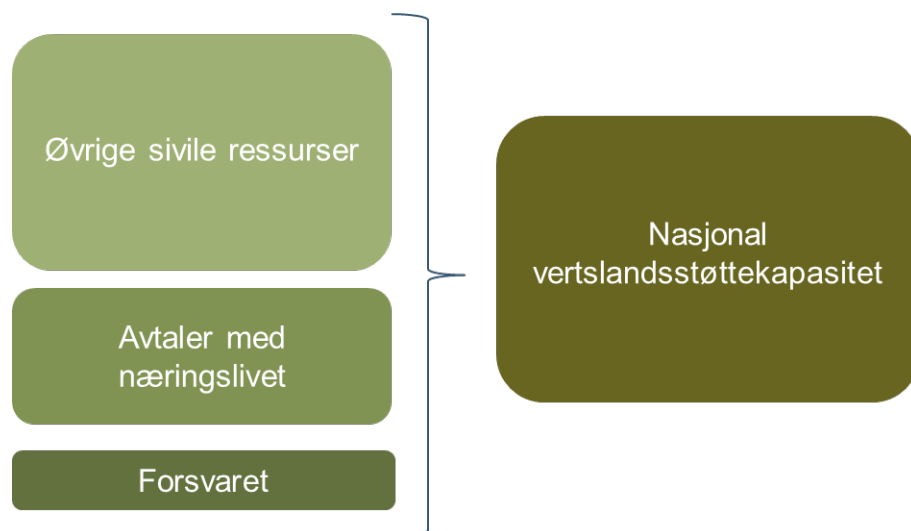 Øvrige sivile ressurser
Avtaler med
næringslivet
Forsvaret
Nasjonal
vertslandsstøttekapasitet